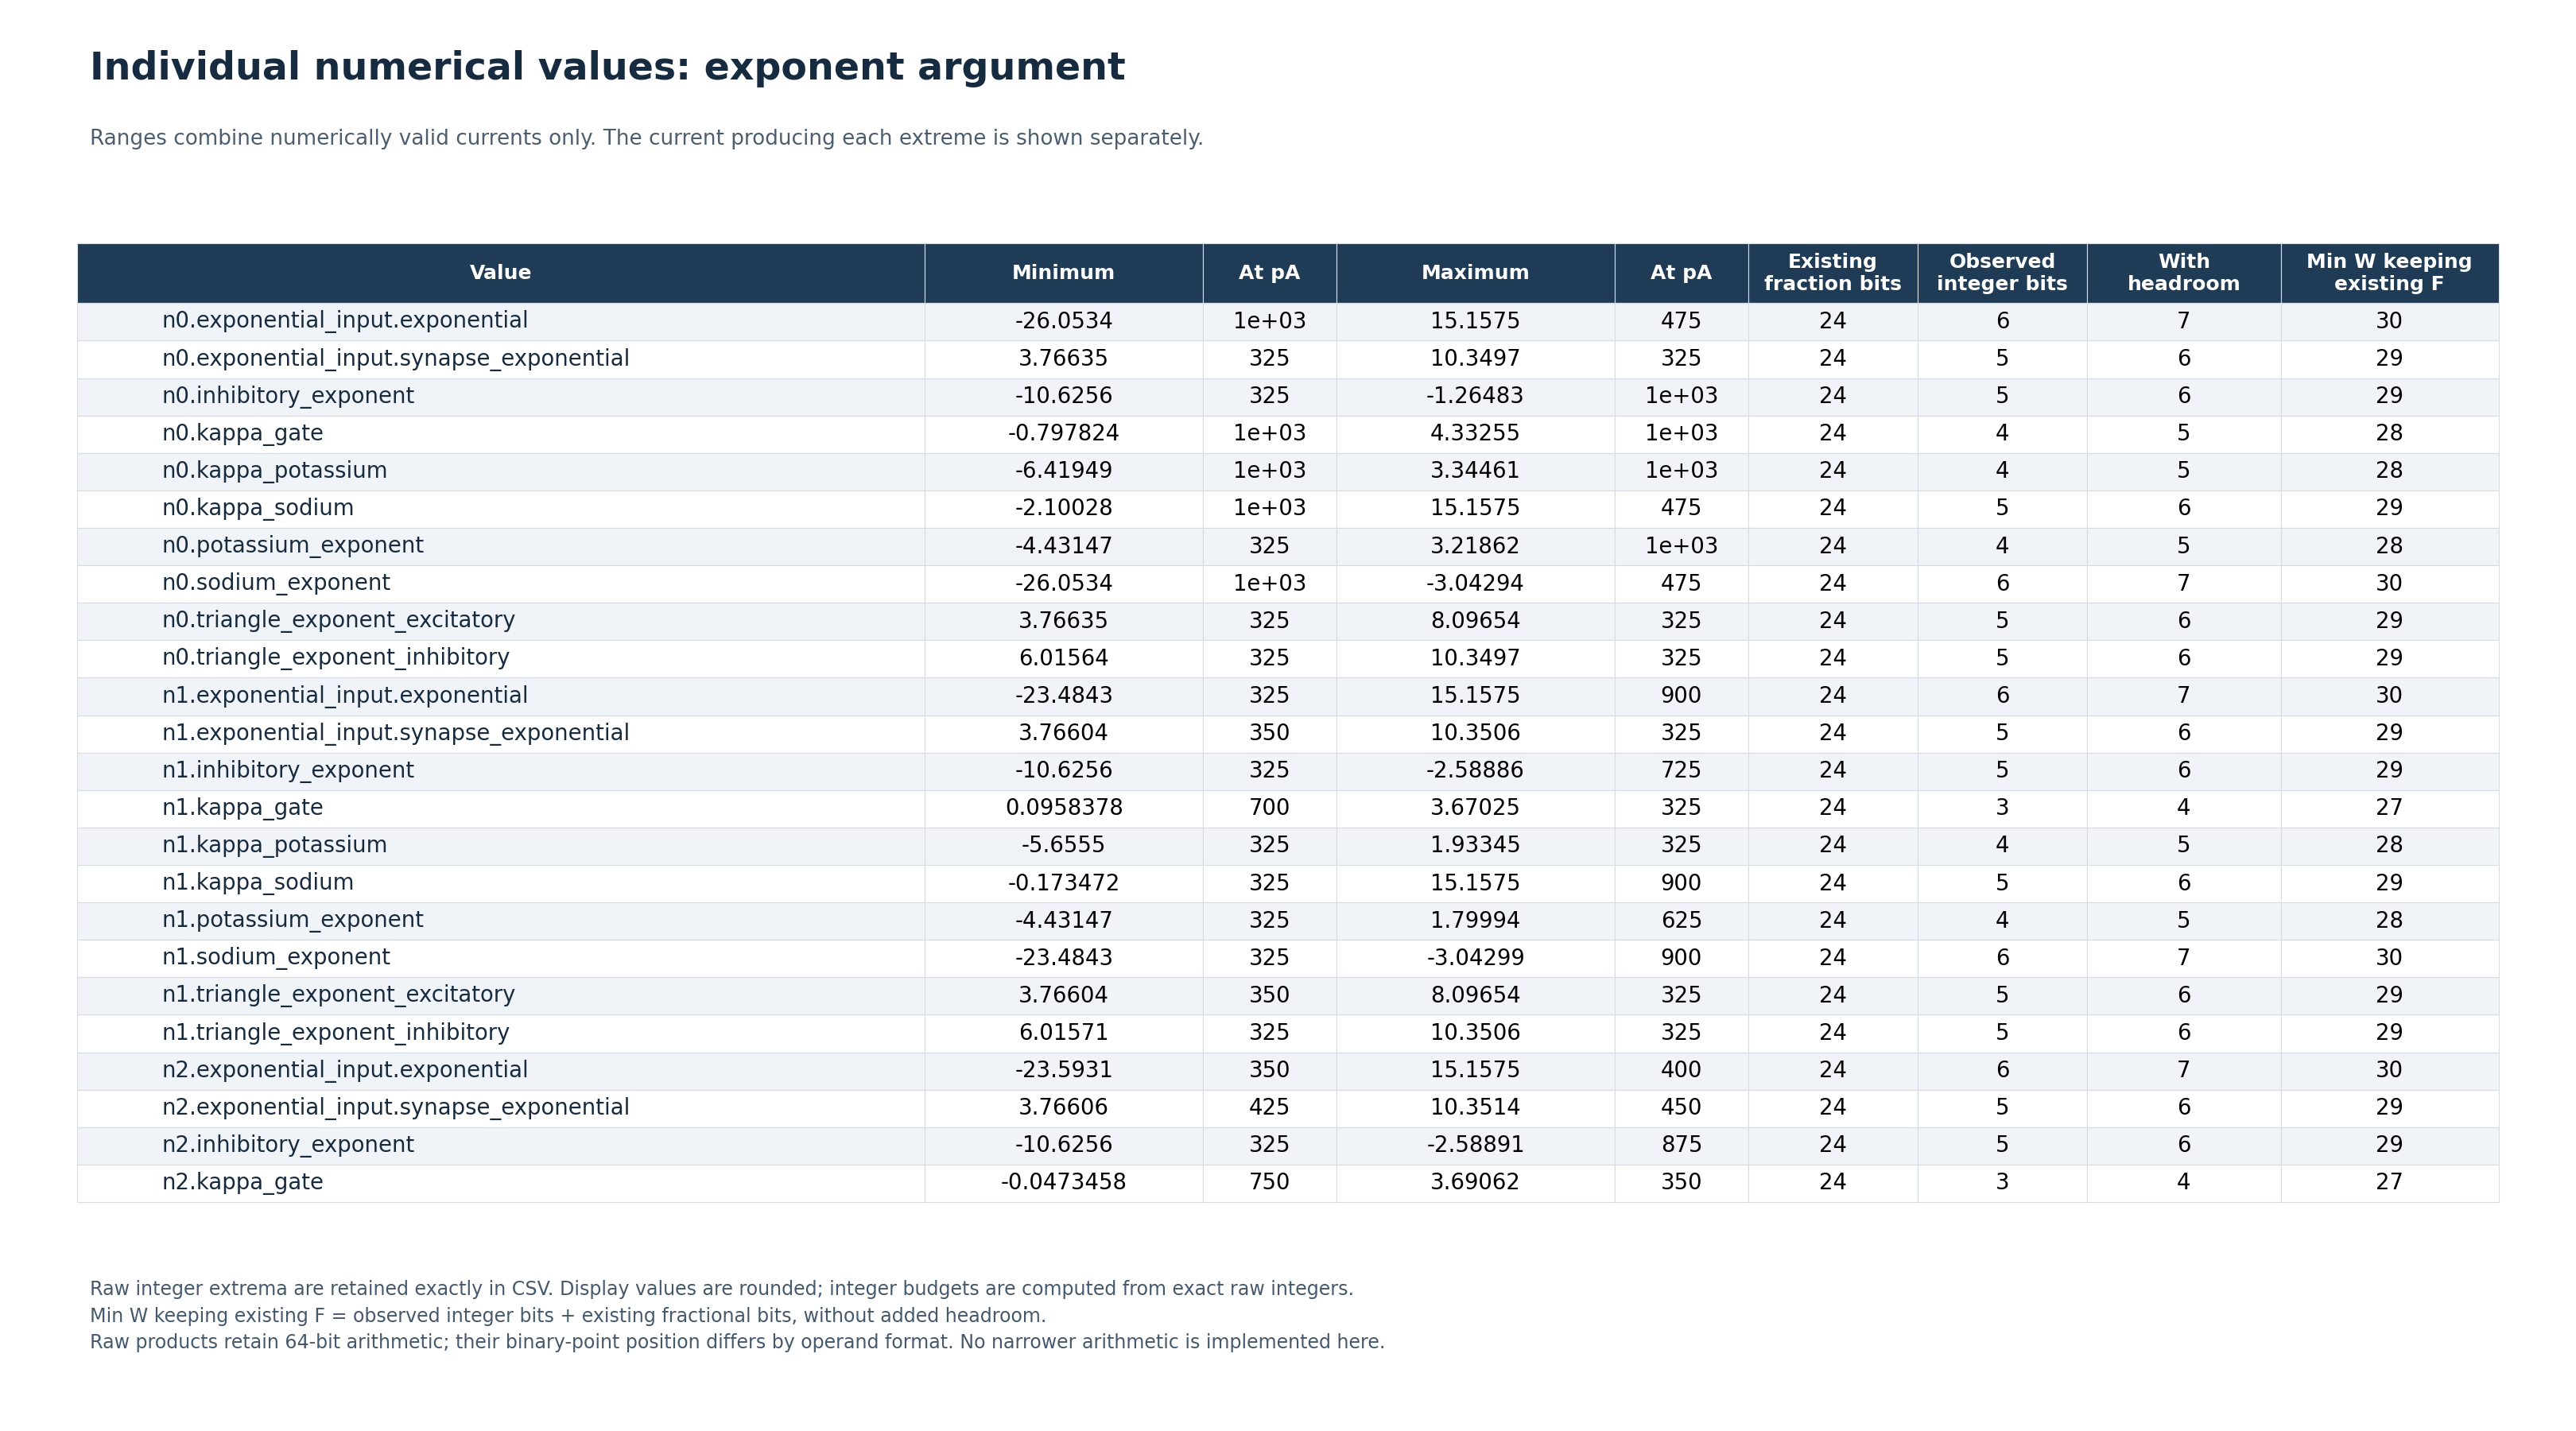 Individual numerical values: exponent argument
Ranges combine numerically valid currents only. The current producing each extreme is shown separately.
Value Minimum At pA Maximum At pA Existing fraction bits Observed integer bits With headroom Min W keeping existing F
n0.exponential_input.exponential -26.0534 1e+03 15.1575 475 24 6 7 30
n0.exponential_input.synapse_exponential 3.76635 325 10.3497 325 24 5 6 29
n0.inhibitory_exponent -10.6256 325 -1.26483 1e+03 24 5 6 29
n0.kappa_gate -0.797824 1e+03 4.33255 1e+03 24 4 5 28
n0.kappa_potassium -6.41949 1e+03 3.34461 1e+03 24 4 5 28
n0.kappa_sodium -2.10028 1e+03 15.1575 475 24 5 6 29
n0.potassium_exponent -4.43147 325 3.21862 1e+03 24 4 5 28
n0.sodium_exponent -26.0534 1e+03 -3.04294 475 24 6 7 30
n0.triangle_exponent_excitatory 3.76635 325 8.09654 325 24 5 6 29
n0.triangle_exponent_inhibitory 6.01564 325 10.3497 325 24 5 6 29
n1.exponential_input.exponential -23.4843 325 15.1575 900 24 6 7 30
n1.exponential_input.synapse_exponential 3.76604 350 10.3506 325 24 5 6 29
n1.inhibitory_exponent -10.6256 325 -2.58886 725 24 5 6 29
n1.kappa_gate 0.0958378 700 3.67025 325 24 3 4 27
n1.kappa_potassium -5.6555 325 1.93345 325 24 4 5 28
n1.kappa_sodium -0.173472 325 15.1575 900 24 5 6 29
n1.potassium_exponent -4.43147 325 1.79994 625 24 4 5 28
n1.sodium_exponent -23.4843 325 -3.04299 900 24 6 7 30
n1.triangle_exponent_excitatory 3.76604 350 8.09654 325 24 5 6 29
n1.triangle_exponent_inhibitory 6.01571 325 10.3506 325 24 5 6 29
n2.exponential_input.exponential -23.5931 350 15.1575 400 24 6 7 30
n2.exponential_input.synapse_exponential 3.76606 425 10.3514 450 24 5 6 29
n2.inhibitory_exponent -10.6256 325 -2.58891 875 24 5 6 29
n2.kappa_gate -0.0473458 750 3.69062 350 24 3 4 27
Raw integer extrema are retained exactly in CSV. Display values are rounded; integer budgets are computed from exact raw integers.
Min W keeping existing F = observed integer bits + existing fractional bits, without added headroom.
Raw products retain 64-bit arithmetic; their binary-point position differs by operand format. No narrower arithmetic is implemented here.